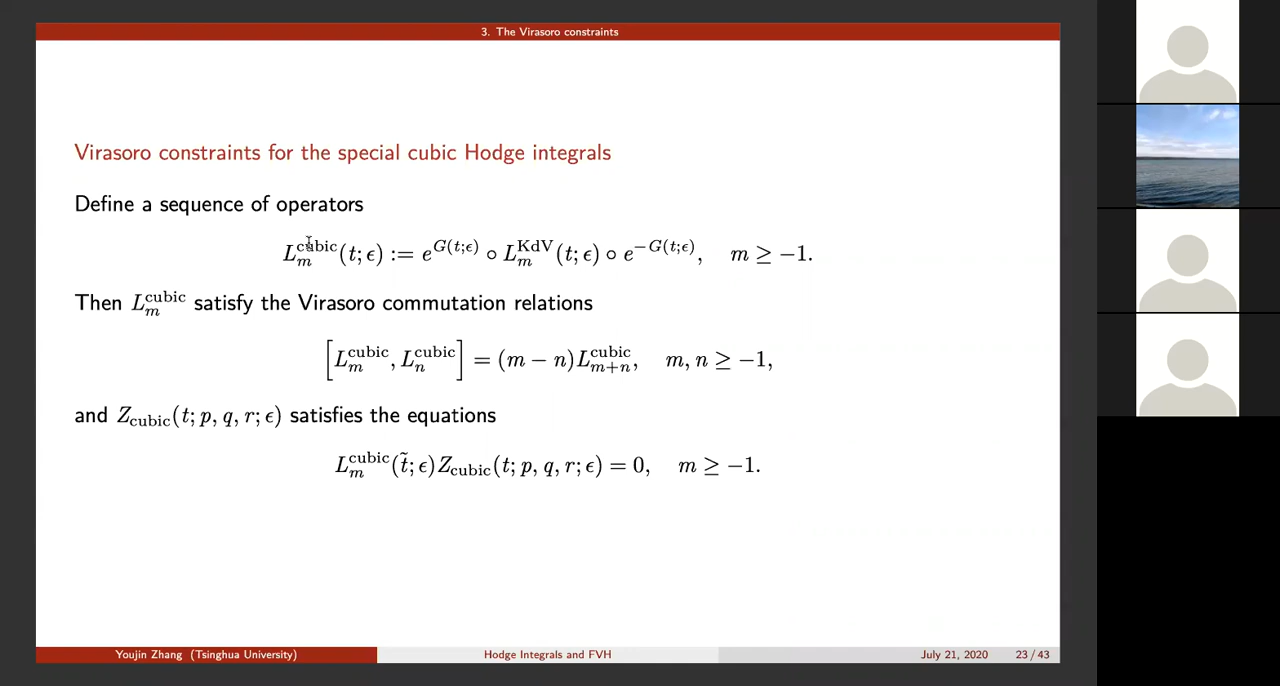 3. The Virasoro constraints
Virasoro constraints for the special cubic Hodge integrals
Define a sequence of operators
L_m^{cubic}(t; ϵ) := e^{G(t;ϵ)} ∘ L_m^{KdV}(t; ϵ) ∘ e^{−G(t;ϵ)}, m ≥ −1.
Then L_m^{cubic} satisfy the Virasoro commutation relations
[L_m^{cubic}, L_n^{cubic}] = (m − n)L_{m+n}^{cubic}, m, n ≥ −1,
and Z_{cubic}(t; p, q, r; ϵ) satisfies the equations
L_m^{cubic}(t̃; ϵ)Z_{cubic}(t; p, q, r; ϵ) = 0, m ≥ −1.
Youjin Zhang (Tsinghua University) Hodge Integrals and FVH July 21, 2020 23 / 43